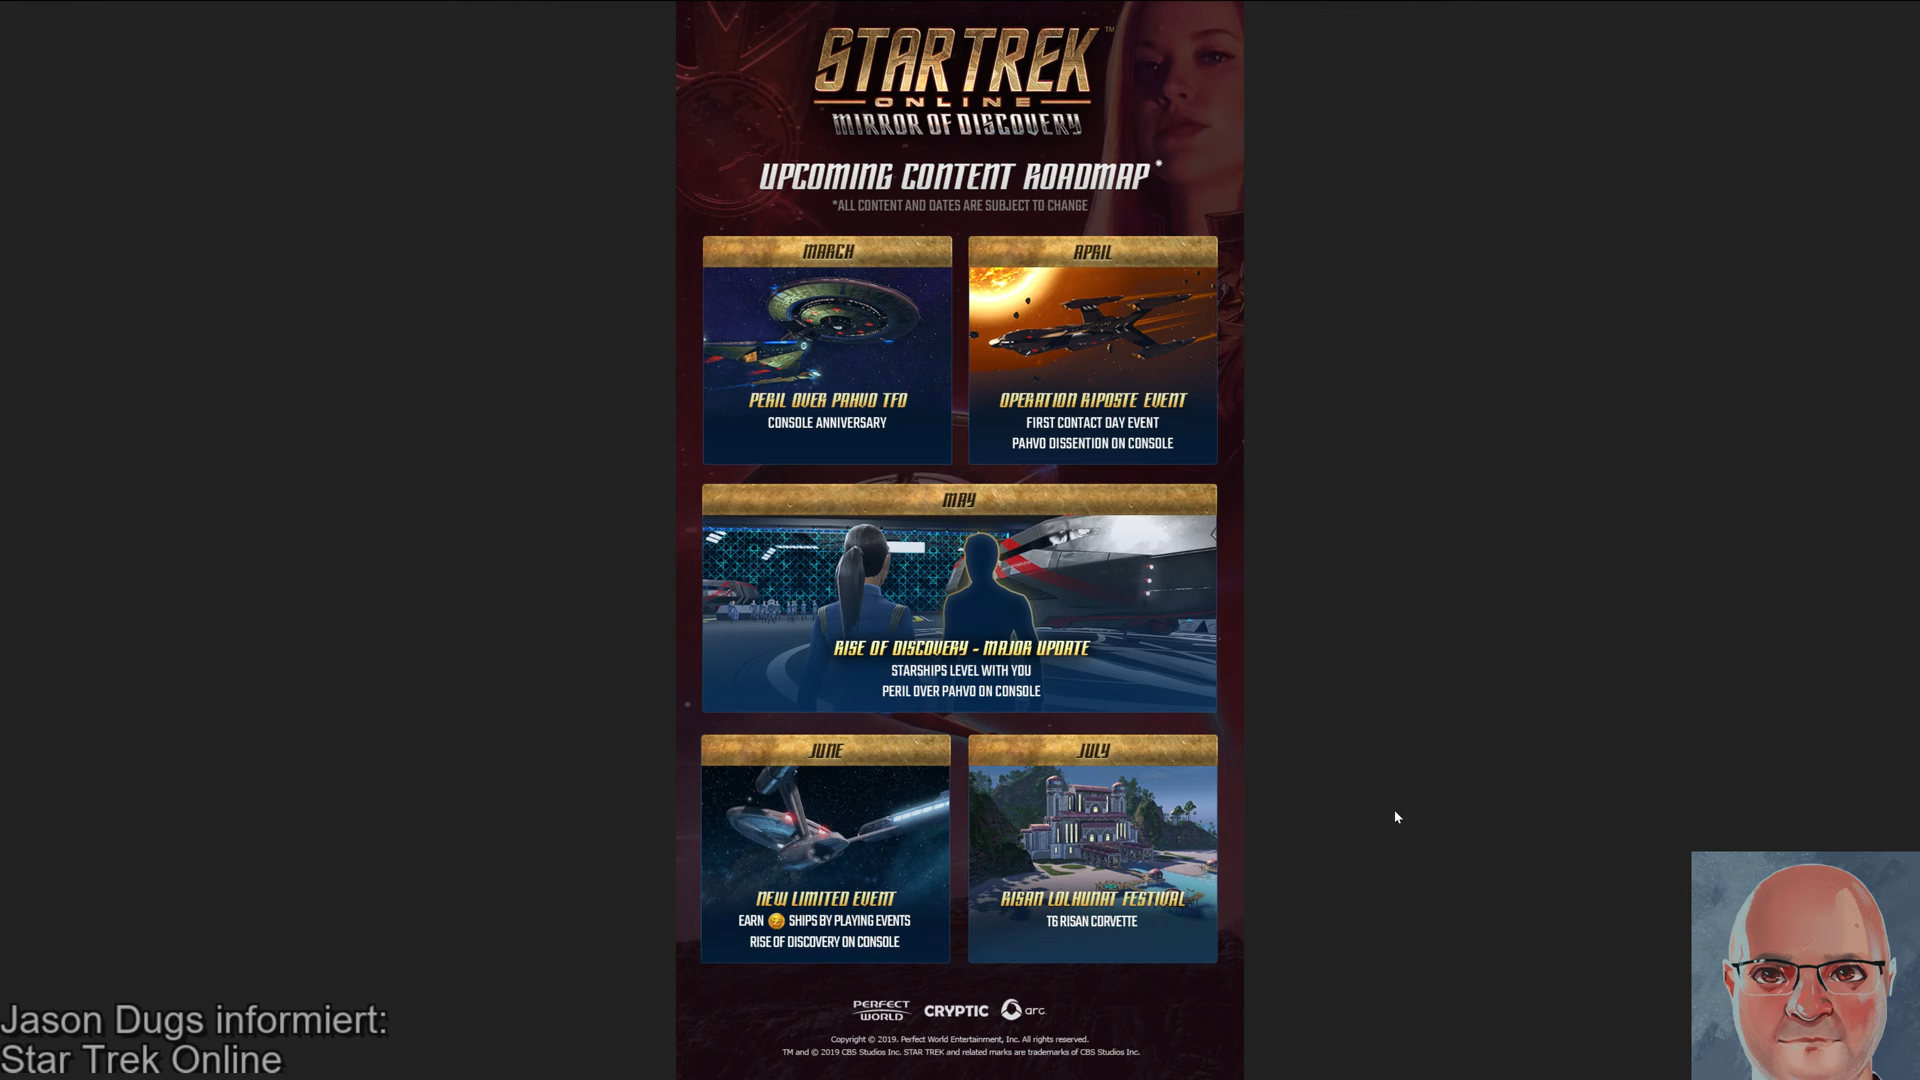 STAR TREK™
ONLINE
MIRROR OF DISCOVERY
UPCOMING CONTENT ROADMAP*
*ALL CONTENT AND DATES ARE SUBJECT TO CHANGE
MARCH
PERIL OVER PAHVO TFO
CONSOLE ANNIVERSARY
APRIL
OPERATION RIPOSTE EVENT
FIRST CONTACT DAY EVENT
PAHVO DISSENTION ON CONSOLE
MAY
RISE OF DISCOVERY - MAJOR UPDATE
STARSHIPS LEVEL WITH YOU
PERIL OVER PAHVO ON CONSOLE
JUNE
NEW LIMITED EVENT
EARN Z SHIPS BY PLAYING EVENTS
RISE OF DISCOVERY ON CONSOLE
JULY
RISAN LOLHUNAT FESTIVAL
T6 RISAN CORVETTE
PERFECT WORLD CRYPTIC arc
Copyright © 2019. Perfect World Entertainment, Inc. All rights reserved.
TM and © 2019 CBS Studios Inc. STAR TREK and related marks are trademarks of CBS Studios Inc.
Jason Dugs informiert:
Star Trek Online